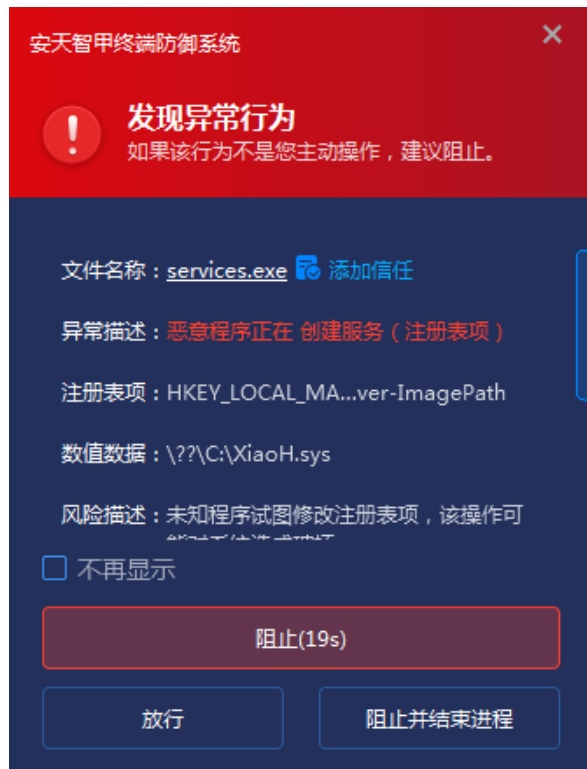 安天智甲终端防御系统
发现异常行为
如果该行为不是您主动操作，建议阻止。
文件名称：services.exe 添加信任
异常描述：恶意程序正在 创建服务（注册表项）
注册表项：HKEY_LOCAL_MA...ver-ImagePath
数值数据：\??\C:\XiaoH.sys
风险描述：未知程序试图修改注册表项，该操作可
不再显示
阻止(19s)
放行 阻止并结束进程